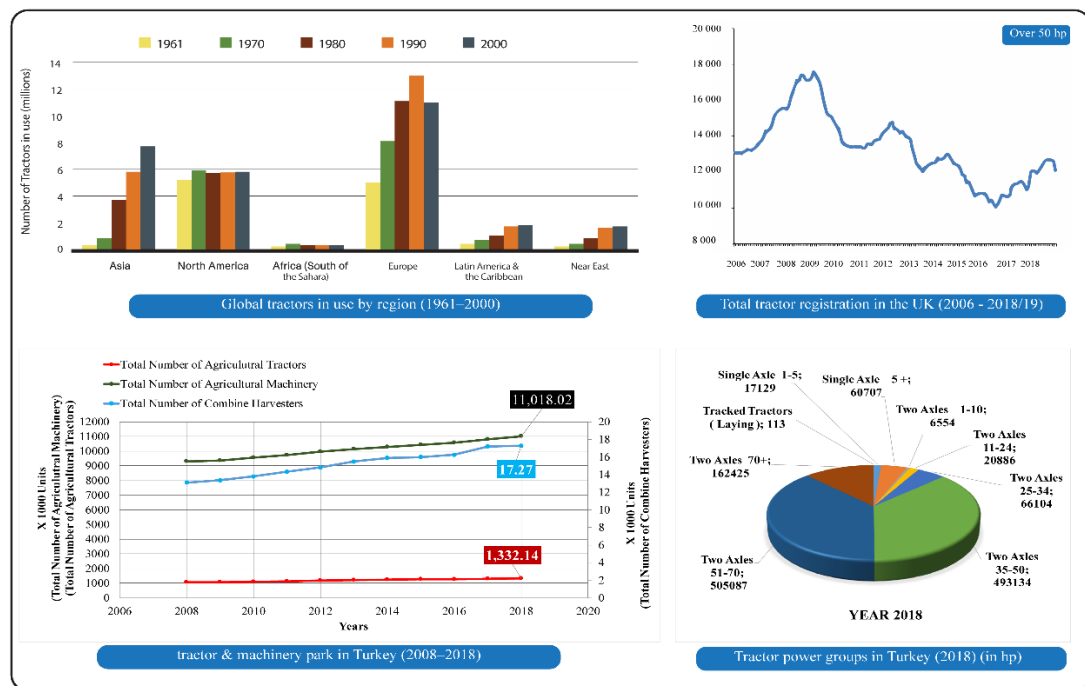 1961 1970 1980 1990 2000
Number of Tractors in use (millions)
14
12
10
8
6
4
2
0
Asia
North America
Africa (South of
the Sahara)
Europe
Latin America &
the Caribbean
Near East
Global tractors in use by region (1961–2000)
Over 50 hp
20 000
18 000
16 000
14 000
12 000
10 000
8 000
2006 2007 2008 2009 2010 2011 2012 2013 2014 2015 2016 2017 2018
Total tractor registration in the UK (2006 - 2018/19)
Total Number of Agriculutral Tractors
Total Number of Agricultural Machinery
Total Number of Combine Harvesters
X 1000 Units
(Total Number of Agriculutral Machinery)
(Total Number of Agricultural Tractors)
12000
11000
10000
9000
8000
7000
6000
5000
4000
3000
2000
1000
0
11,018.02
17.27
1,332.14
20
18
16
14
12
10
8
6
4
2
0
X 1000 Units
(Total Number of Combine Harvesters)
2006 2008 2010 2012 2014 2016 2018 2020
Years
tractor & machinery park in Turkey (2008–2018)
Single Axle 1-5;
17129
Single Axle 5 +;
60707
Tracked Tractors
( Laying ); 113
Two Axles 1-10;
6554
Two Axles
11-24;
20886
Two Axles 70+;
162425
Two Axles
25-34;
66104
Two Axles
51-70;
505087
Two Axles
35-50;
493134
YEAR 2018
Tractor power groups in Turkey (2018) (in hp)